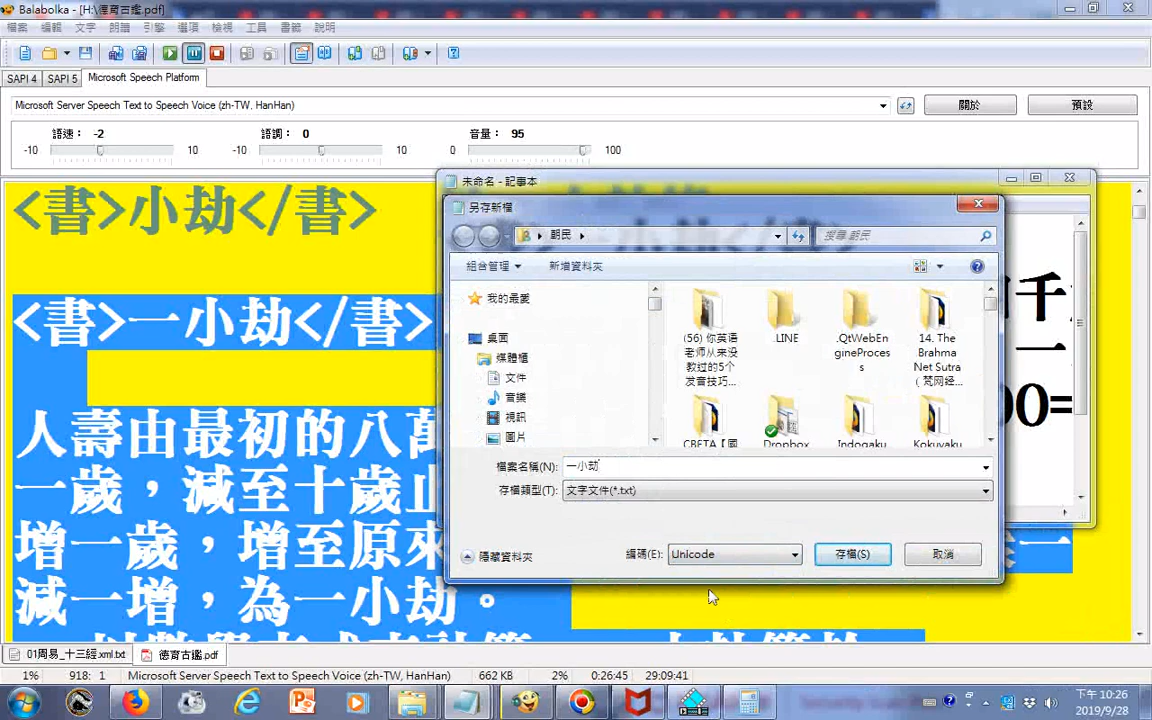 Balabolka - [H:\德育古鑑.pdf]
檔案 編輯 文字 朗讀 引擎 選項 檢視 工具 書籤 說明
SAPI 4 SAPI 5 Microsoft Speech Platform
Microsoft Server Speech Text to Speech Voice (zh-TW, HanHan)
關於 預設
語速： -2 語調： 0 音量： 95
-10 10 -10 10 0 100
<書>小劫</書>
<書>一小劫</書>
人壽由最初的八萬
一歲，減至十歲止
增一歲，增至原來
減一增，為一小劫。
未命名 - 記事本
千
一
00=
一
另存新檔
朝民
搜尋 朝民
組合管理 新增資料夾
我的最愛
桌面
媒體櫃
文件
音樂
視訊
圖片
(56) 你英语老师从来没教过的5个发音技巧...
.LINE
.QtWebEngineProcess
14. The Brahma Net Sutra (梵网经...
CBETA【國
Dropbox
Indogaku
Kokuyaku
檔案名稱(N): 一小劫
存檔類型(T): 文字文件(*.txt)
隱藏資料夾 編碼(E): Unicode 存檔(S) 取消
01周易_十三經.xml.txt 德育古鑑.pdf
1% 918: 1 Microsoft Server Speech Text to Speech Voice (zh-TW, HanHan) 662 KB 2% 0:26:45 29:09:41
下午 10:26
2019/9/28